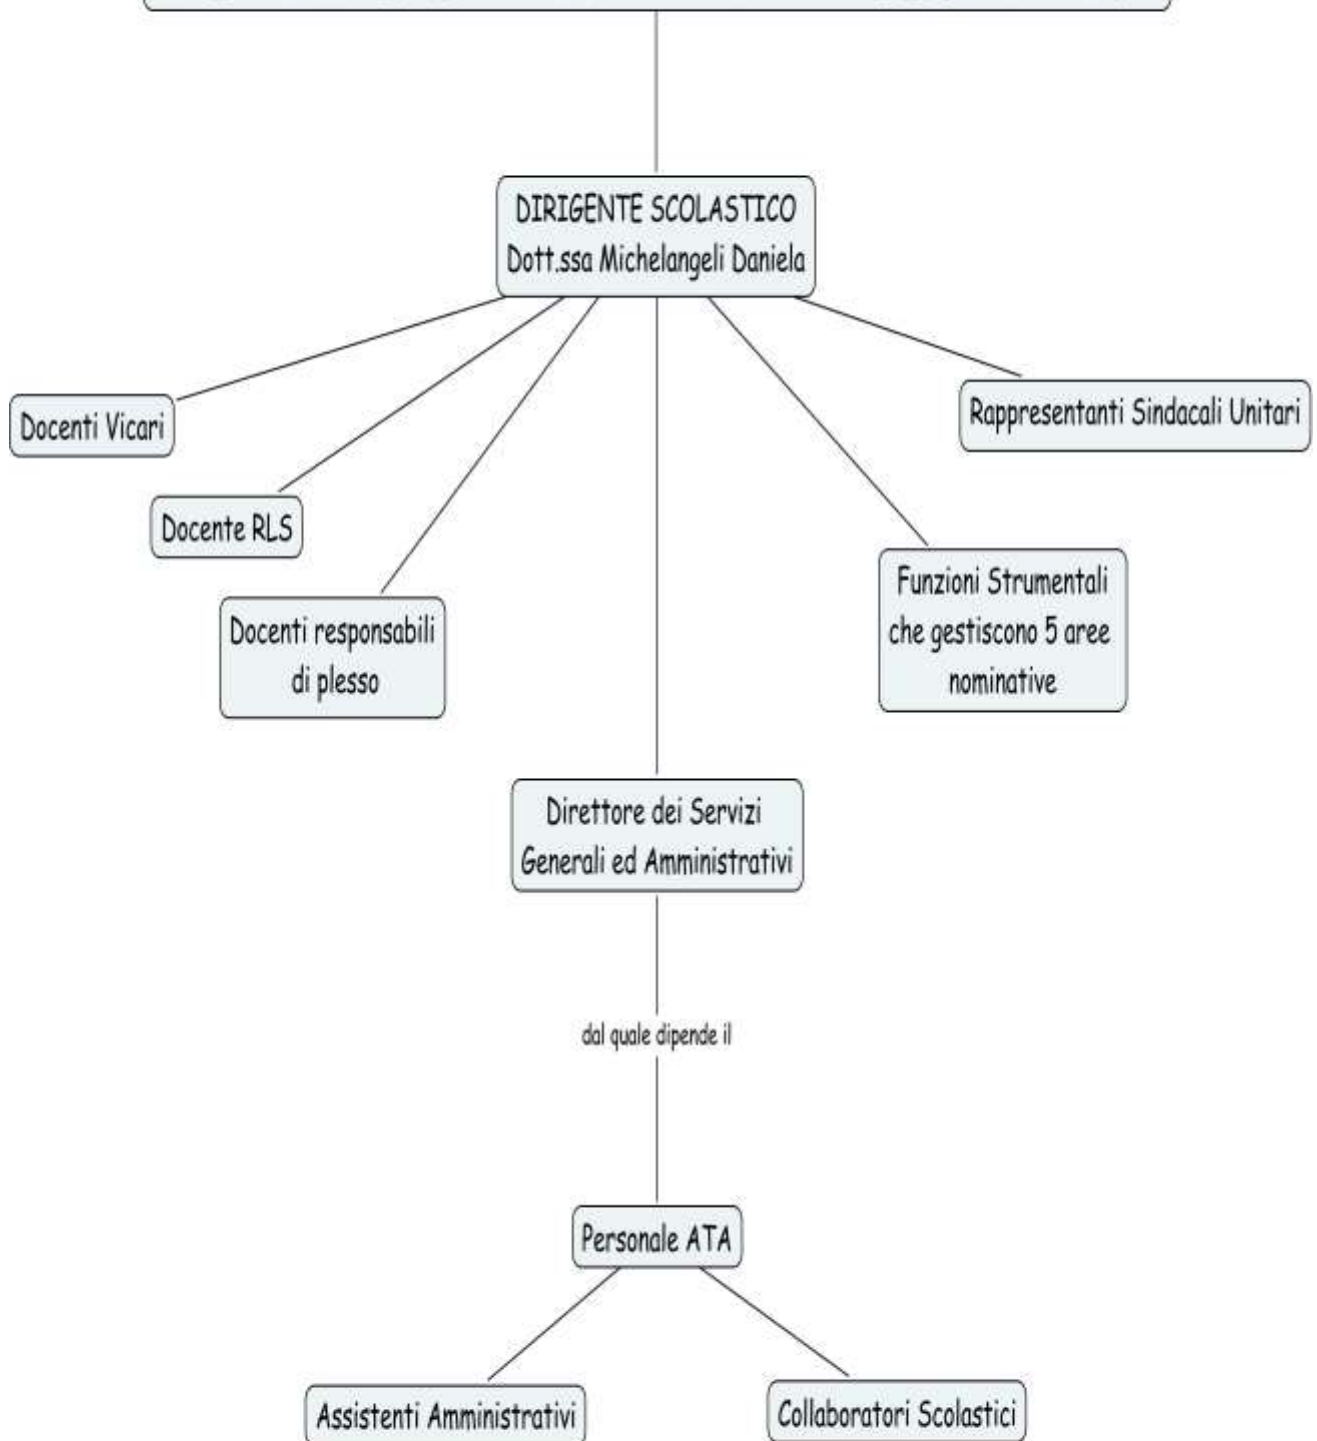 DIRIGENTE SCOLASTICO
Dott.ssa Michelangeli Daniela
Docenti Vicari
Rappresentanti Sindacali Unitari
Docente RLS
Docenti responsabili
di plesso
Funzioni Strumentali
che gestiscono 5 aree
nominative
Direttore dei Servizi
Generali ed Amministrativi
dal quale dipende il
Personale ATA
Assistenti Amministrativi
Collaboratori Scolastici